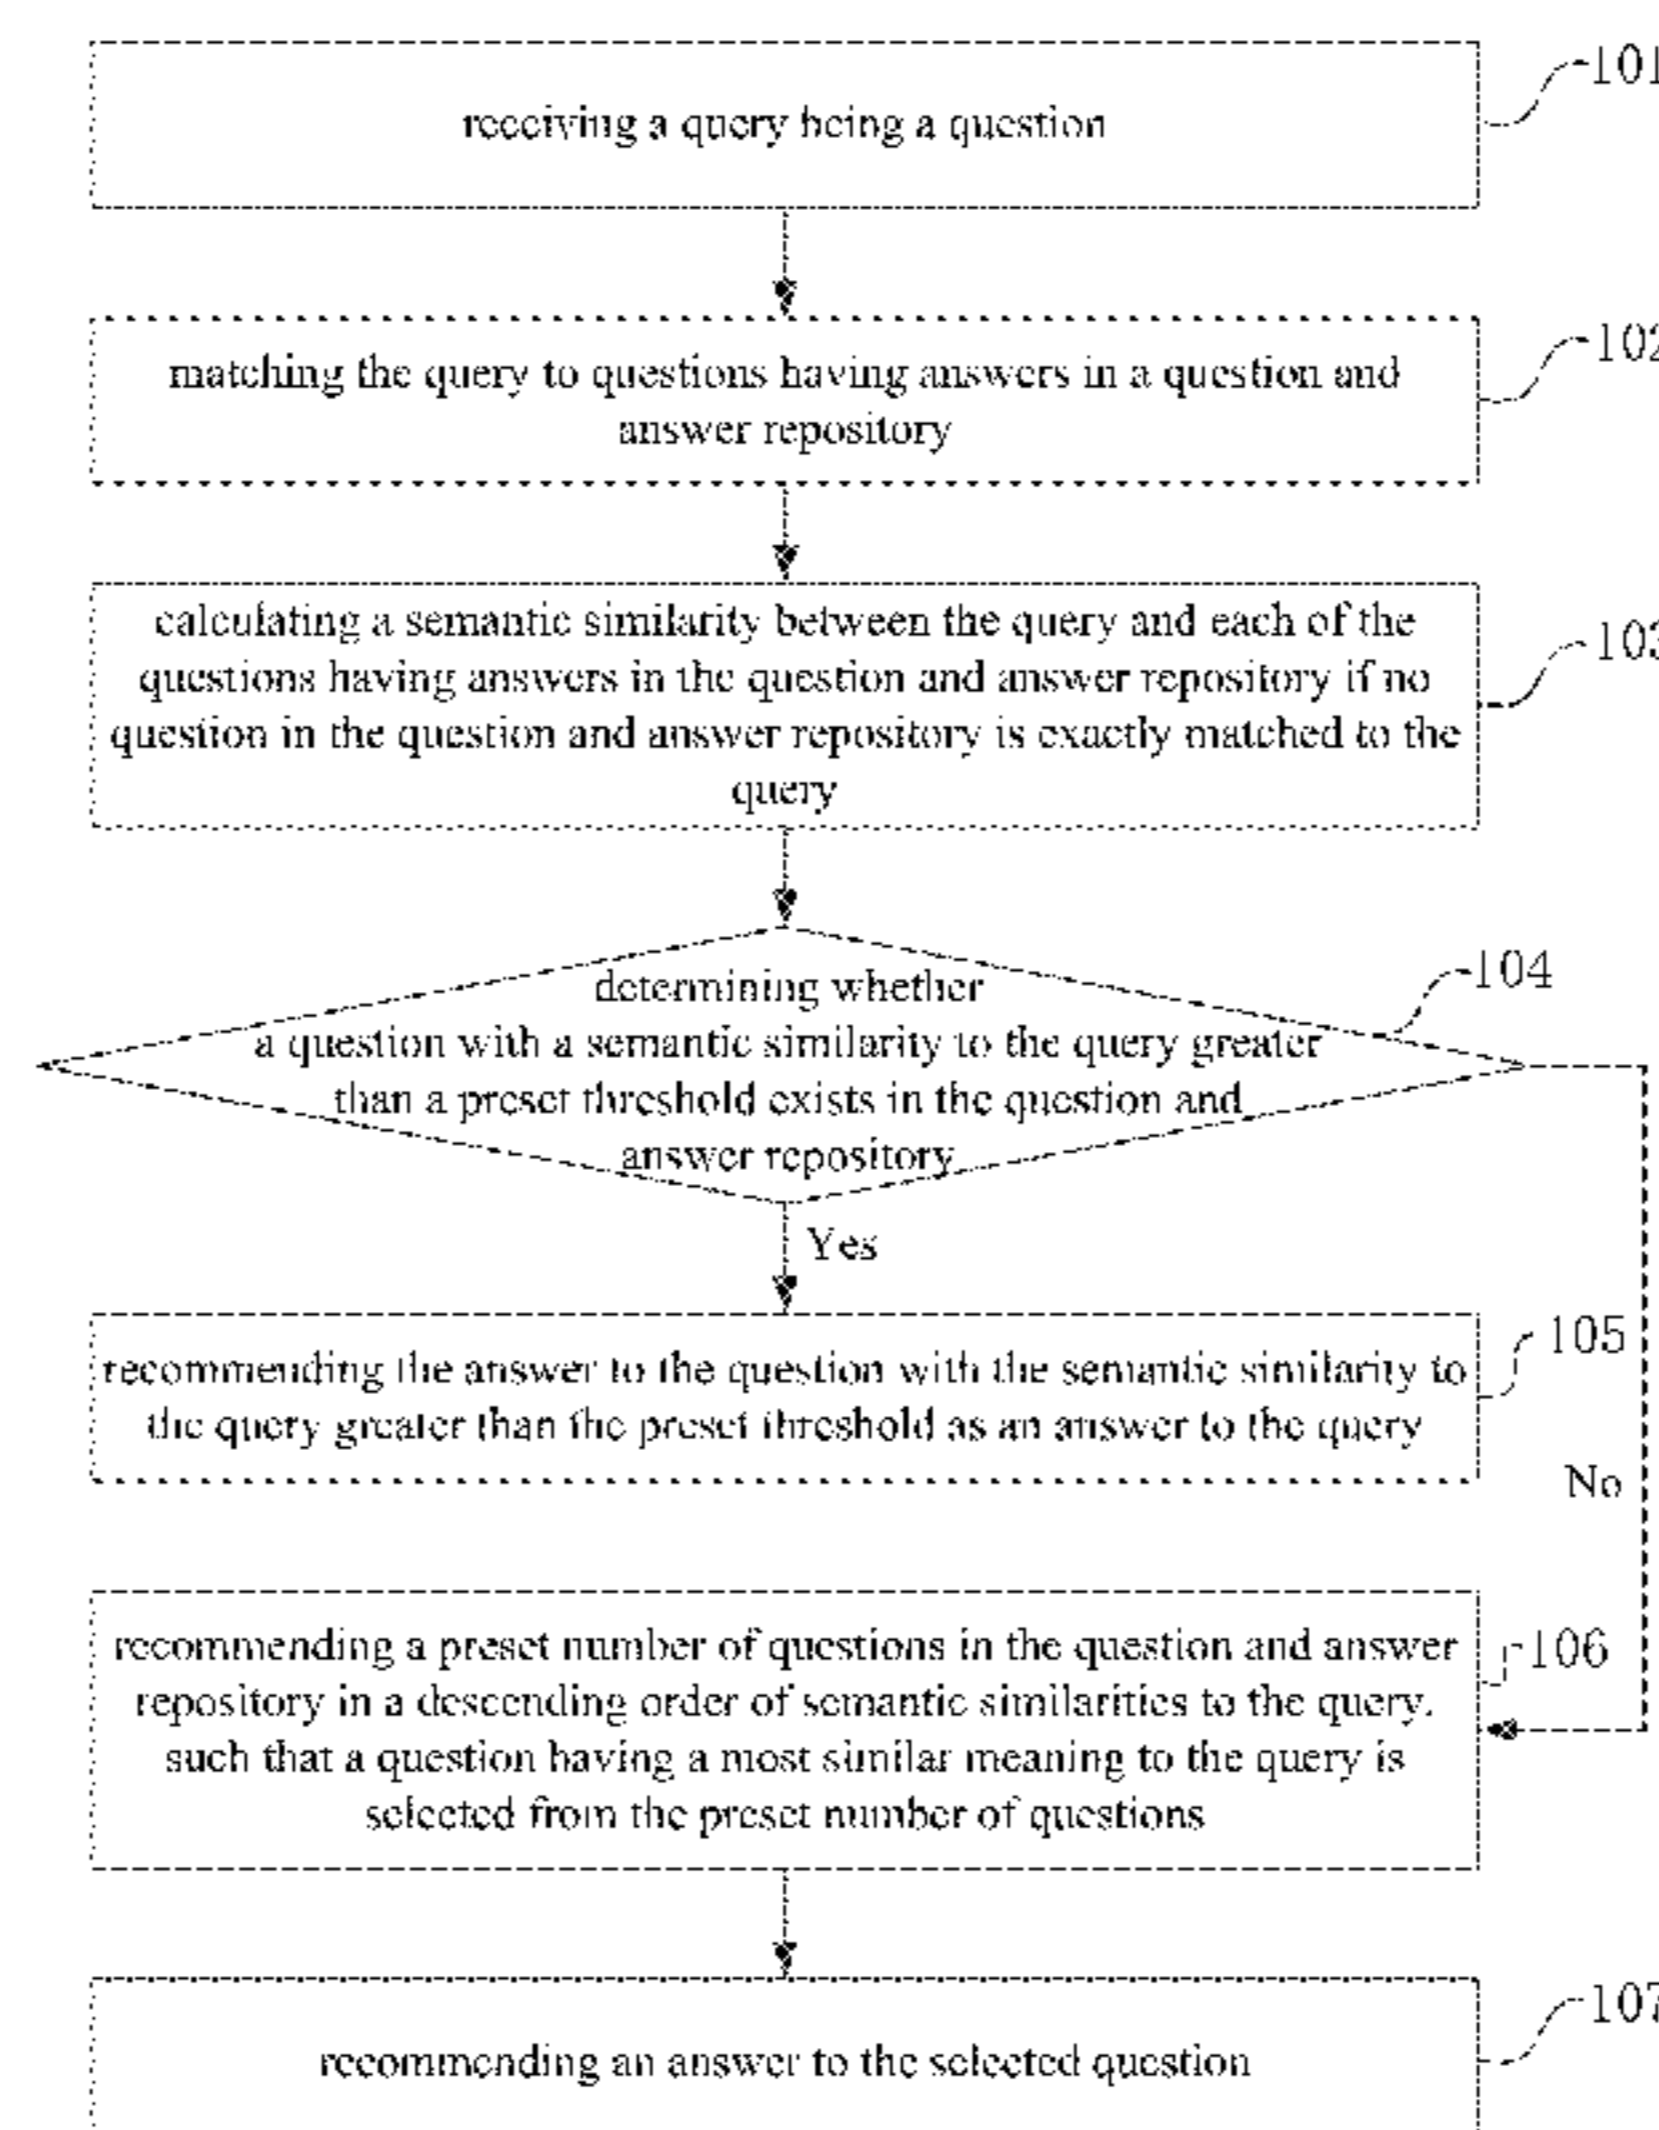 101
receiving a query being a question
102
matching the query to questions having answers in a question and
answer repository
103
calculating a semantic similarity between the query and each of the
questions having answers in the question and answer repository if no
question in the question and answer repository is exactly matched to the
query
104
determining whether
a question with a semantic similarity to the query greater
than a preset threshold exists in the question and
answer repository
Yes
105
recommending the answer to the question with the semantic similarity to
the query greater than the preset threshold as an answer to the query
No
106
recommending a preset number of questions in the question and answer
repository in a descending order of semantic similarities to the query,
such that a question having a most similar meaning to the query is
selected from the preset number of questions
107
recommending an answer to the selected question